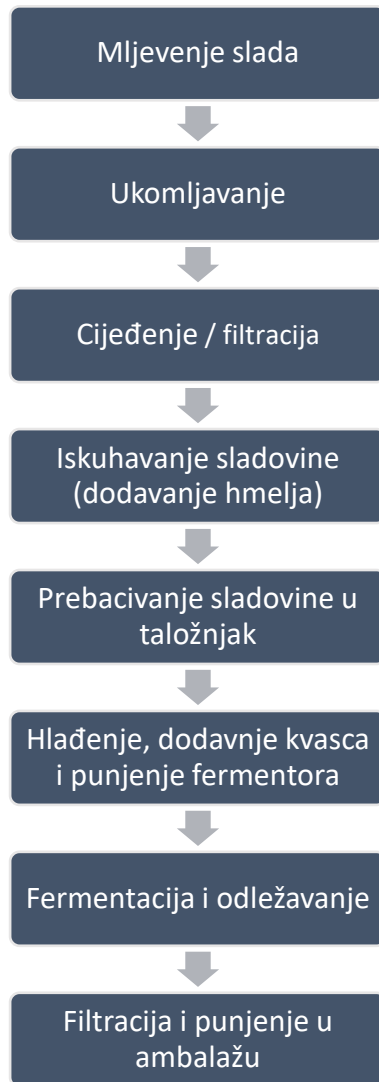 Mljevenje slada
Ukomljavanje
Cijeđenje / filtracija
Iskuhavanje sladovine
(dodavanje hmelja)
Prebacivanje sladovine u
taložnjak
Hlađenje, dodavnje kvasca
i punjenje fermentora
Fermentacija i odležavanje
Filtracija i punjenje u
ambalažu